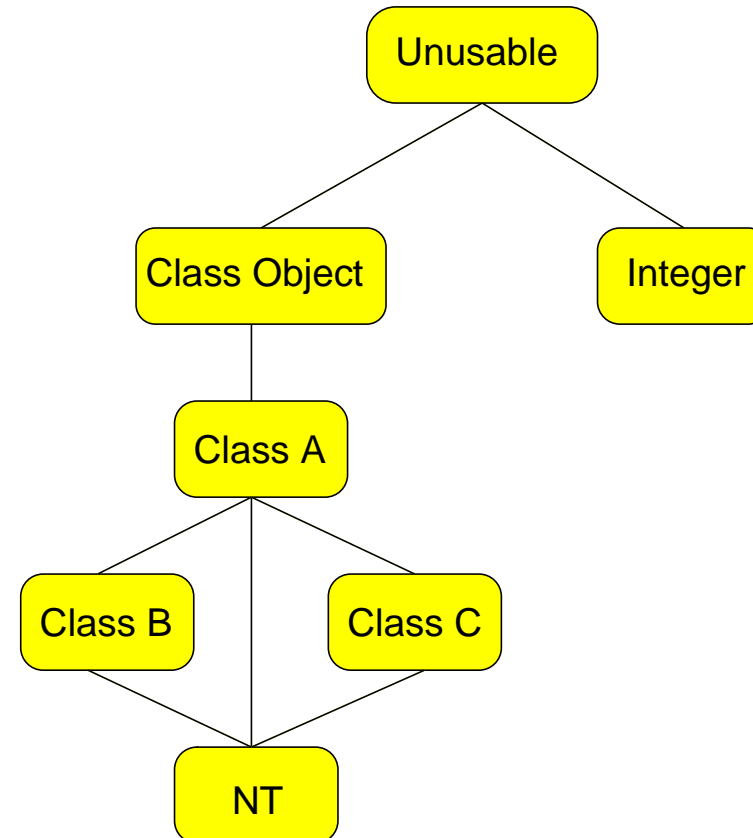 Unusable
Class Object
Integer
Class A
Class B
Class C
NT